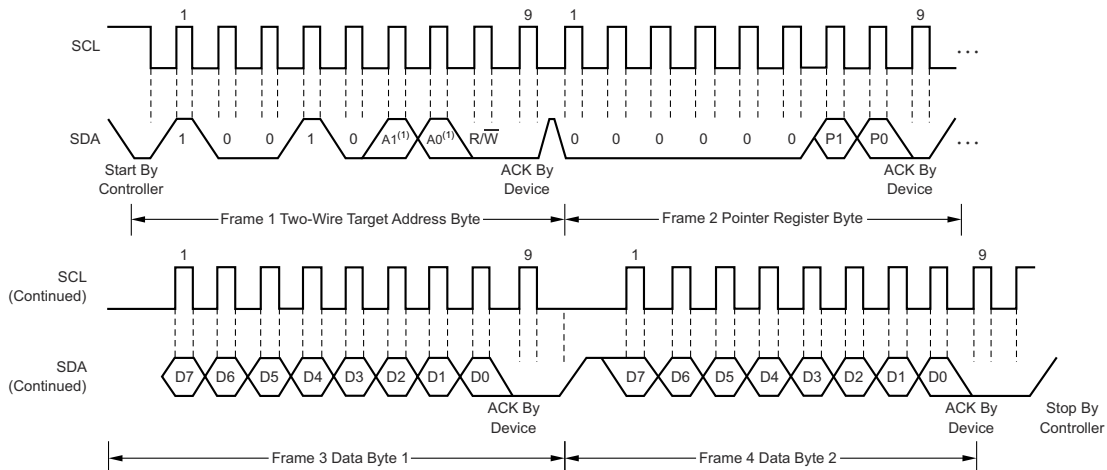 1 9 1 9
SCL ...
SDA 1 0 0 1 0 A1(1) A0(1) R/W̅ 0 0 0 0 0 0 P1 P0 ...
Start By Controller
ACK By Device
ACK By Device
Frame 1 Two-Wire Target Address Byte
Frame 2 Pointer Register Byte
1 9 1 9
SCL
(Continued)
SDA
(Continued)
D7 D6 D5 D4 D3 D2 D1 D0 D7 D6 D5 D4 D3 D2 D1 D0
ACK By Device
ACK By Device
Stop By Controller
Frame 3 Data Byte 1
Frame 4 Data Byte 2